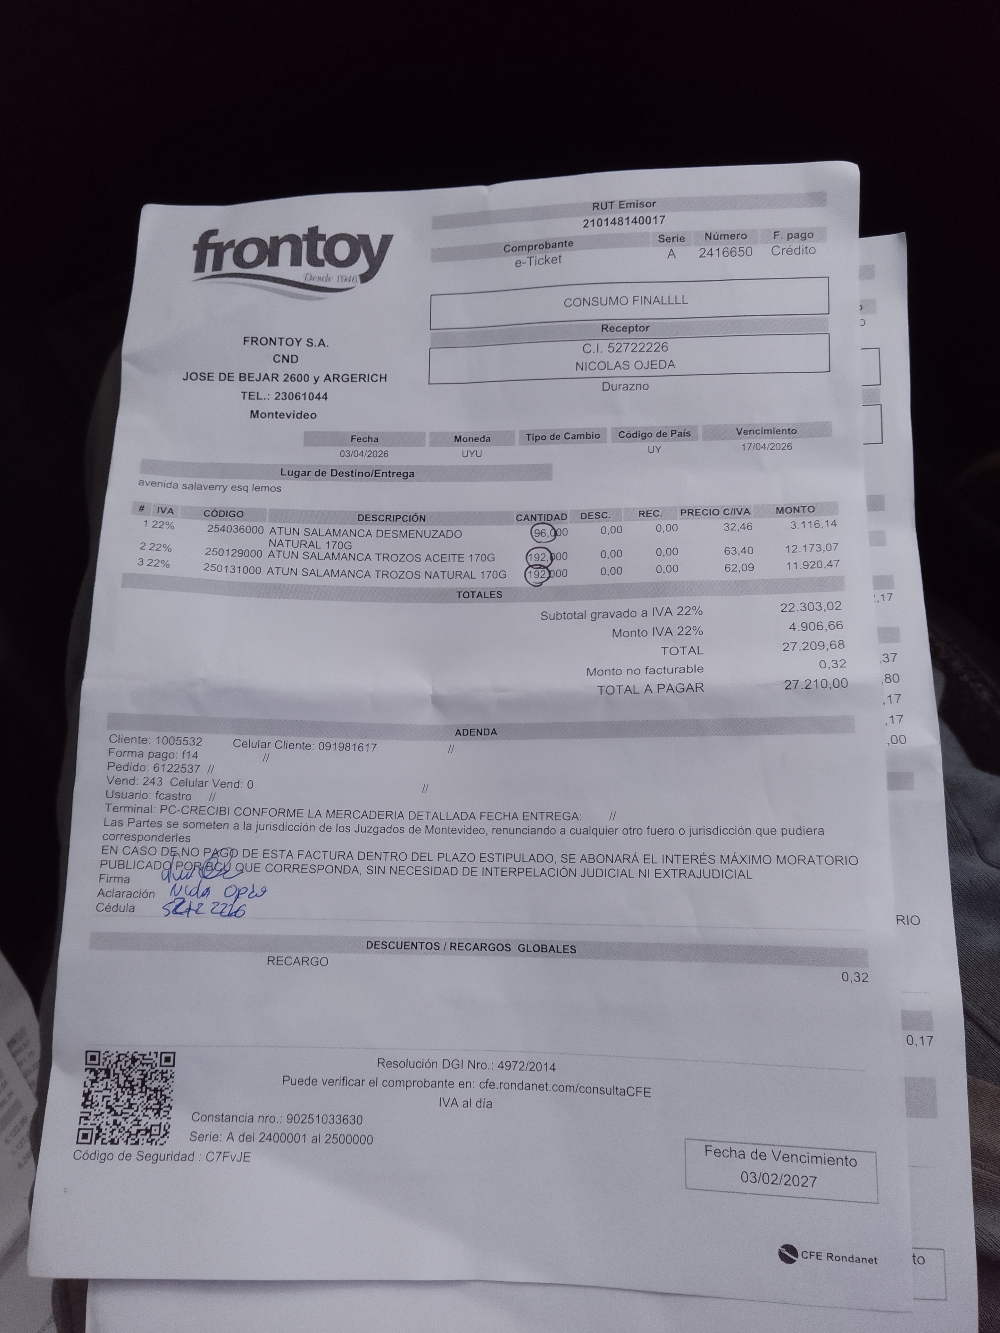 frontoy
Desde 1946
FRONTOY S.A.
CND
JOSE DE BEJAR 2600 y ARGERICH
TEL.: 23061044
Montevideo
RUT Emisor
210148140017
Comprobante Serie Número F. pago
e-Ticket A 2416650 Crédito
CONSUMO FINALLLL
Receptor
C.I. 52722226
NICOLAS OJEDA
Durazno
Fecha Moneda Tipo de Cambio Código de País Vencimiento
03/04/2026 UYU UY 17/04/2026
Lugar de Destino/Entrega
avenida salaverry esq lemos
# IVA CÓDIGO DESCRIPCIÓN CANTIDAD DESC. REC. PRECIO C/IVA MONTO
1 22% 254036000 ATUN SALAMANCA DESMENUZADO 96,000 0,00 0,00 32,46 3.116,14
NATURAL 170G
2 22% 250129000 ATUN SALAMANCA TROZOS ACEITE 170G 192,000 0,00 0,00 63,40 12.173,07
3 22% 250131000 ATUN SALAMANCA TROZOS NATURAL 170G 192,000 0,00 0,00 62,09 11.920,47
TOTALES
Subtotal gravado a IVA 22% 22.303,02
Monto IVA 22% 4.906,66
TOTAL 27.209,68
Monto no facturable 0,32
TOTAL A PAGAR 27.210,00
ADENDA
Cliente: 1005532 Celular Cliente: 091981617 //
Forma pago: f14 //
Pedido: 6122537 //
Vend: 243 Celular Vend: 0 //
Usuario: fcastro //
Terminal: PC-CRECIBI CONFORME LA MERCADERIA DETALLADA FECHA ENTREGA: //
Las Partes se someten a la jurisdicción de los Juzgados de Montevideo, renunciando a cualquier otro fuero o jurisdicción que pudiera
corresponderles
EN CASO DE NO PAGO DE ESTA FACTURA DENTRO DEL PLAZO ESTIPULADO, SE ABONARÁ EL INTERÉS MÁXIMO MORATORIO
PUBLICADO POR BCU QUE CORRESPONDA, SIN NECESIDAD DE INTERPELACIÓN JUDICIAL NI EXTRAJUDICIAL
Firma
Aclaración
Cédula
DESCUENTOS / RECARGOS GLOBALES
RECARGO 0,32
Resolución DGI Nro.: 4972/2014
Puede verificar el comprobante en: cfe.rondanet.com/consultaCFE
IVA al día
Constancia nro.: 90251033630
Serie: A del 2400001 al 2500000
Código de Seguridad : C7FvJE
Fecha de Vencimiento
03/02/2027
CFE Rondanet
,17
,37
,80
,17
,17
,00
RIO
0,17
to